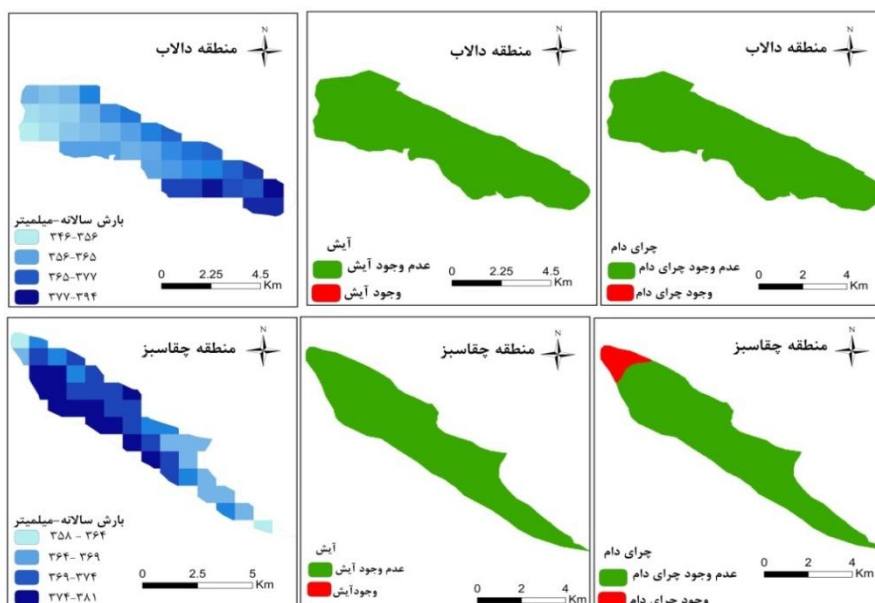 منطقه دالاب
N
بارش سالانه-میلمیتر
۳۴۶-۳۵۶
۳۵۶-۳۶۵
۳۶۵-۳۷۷
۳۷۷-۳۹۴
0 2.25 4.5
Km
منطقه دالاب
N
آیش
عدم وجود آیش
وجود آیش
0 2.25 4.5
Km
منطقه دالاب
N
چرای دام
عدم وجود چرای دام
وجود چرای دام
0 2 4
Km
منطقه چقاسبز
N
بارش سالانه-میلمیتر
۳۵۸ - ۳۶۴
۳۶۴- ۳۶۹
۳۶۹-۳۷۴
۳۷۴-۳۸۱
0 2.5 5
Km
منطقه چقاسبز
N
آیش
عدم وجود آیش
وجودآیش
0 2 4
Km
منطقه چقاسبز
N
چرای دام
عدم وجود چرای دام
وجود چرای دام
0 2 4
Km